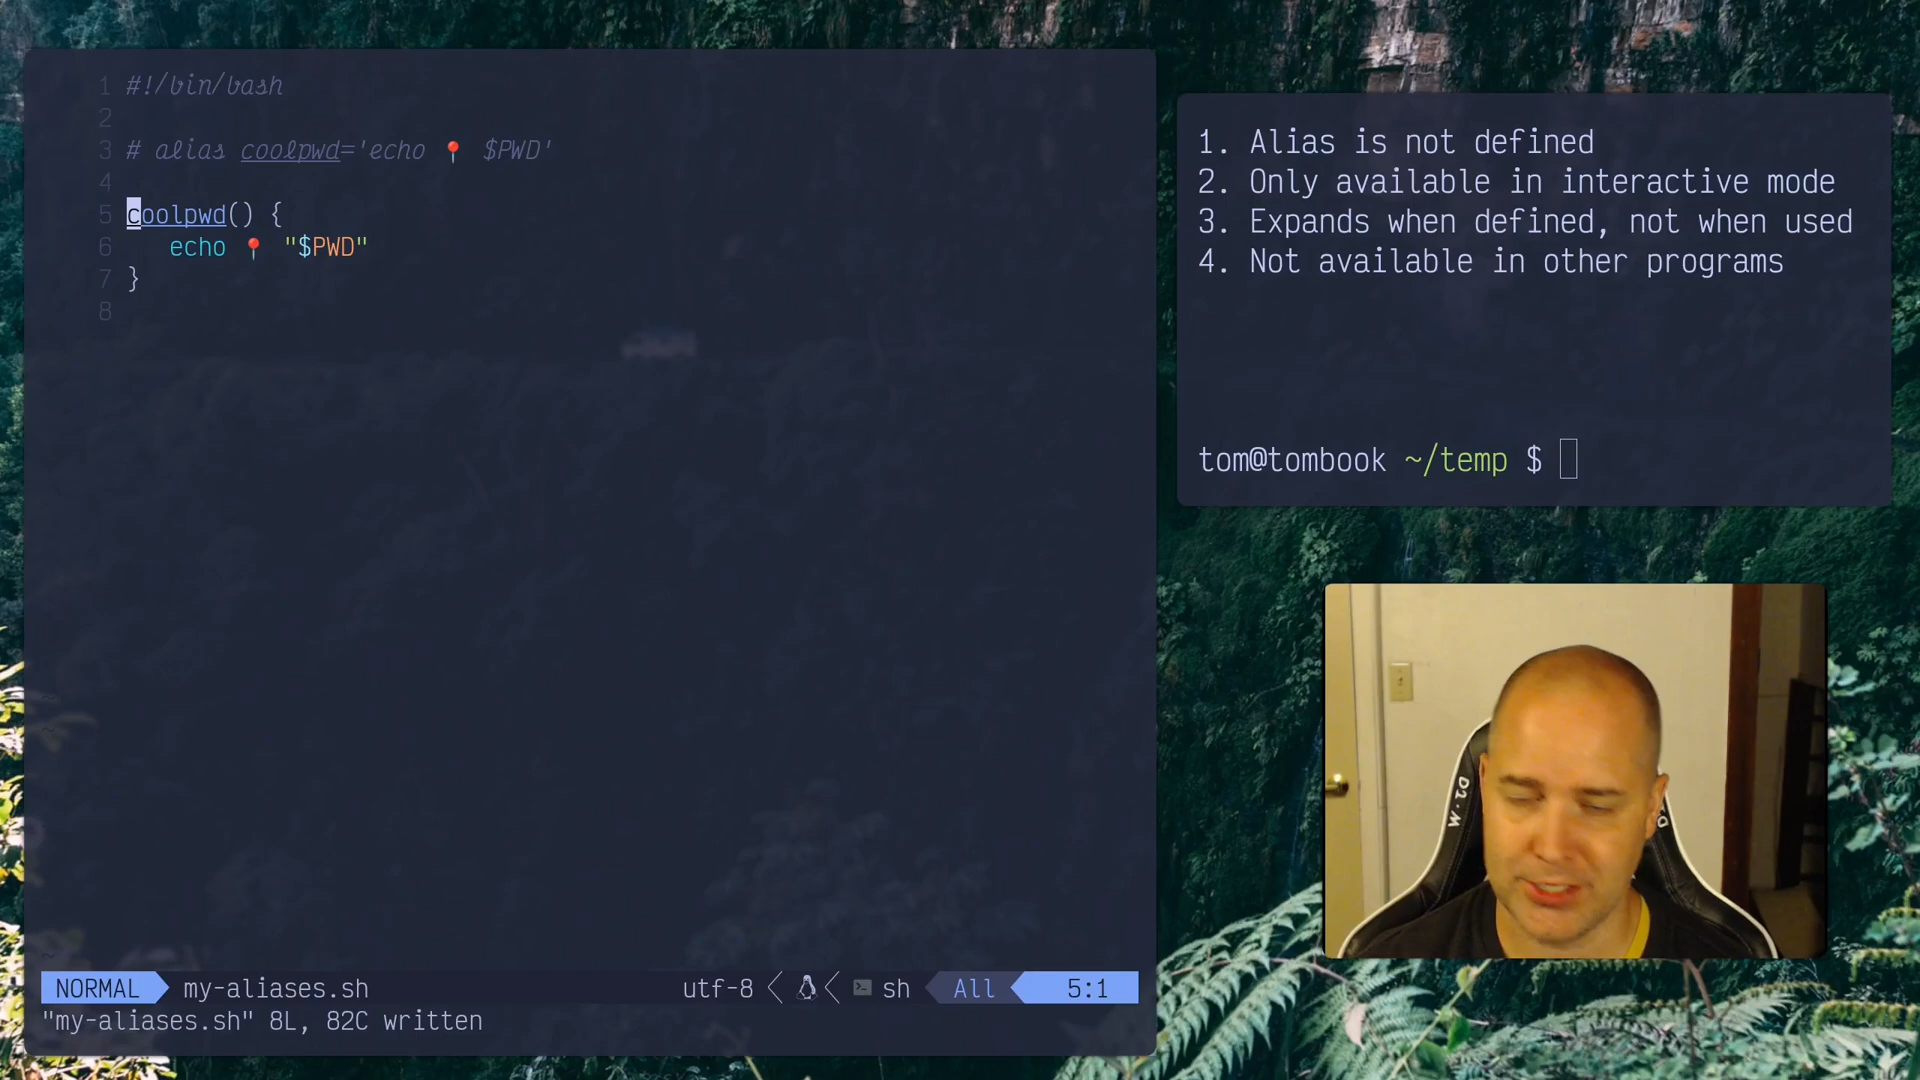 1 #!/bin/bash
2
3 # alias coolpwd='echo 📍 $PWD'
4
5 coolpwd() {
6 echo 📍 "$PWD"
7 }
8
~
NORMAL my-aliases.sh utf-8 sh All 5:1
"my-aliases.sh" 8L, 82C written
1. Alias is not defined
2. Only available in interactive mode
3. Expands when defined, not when used
4. Not available in other programs
tom@tombook ~/temp $